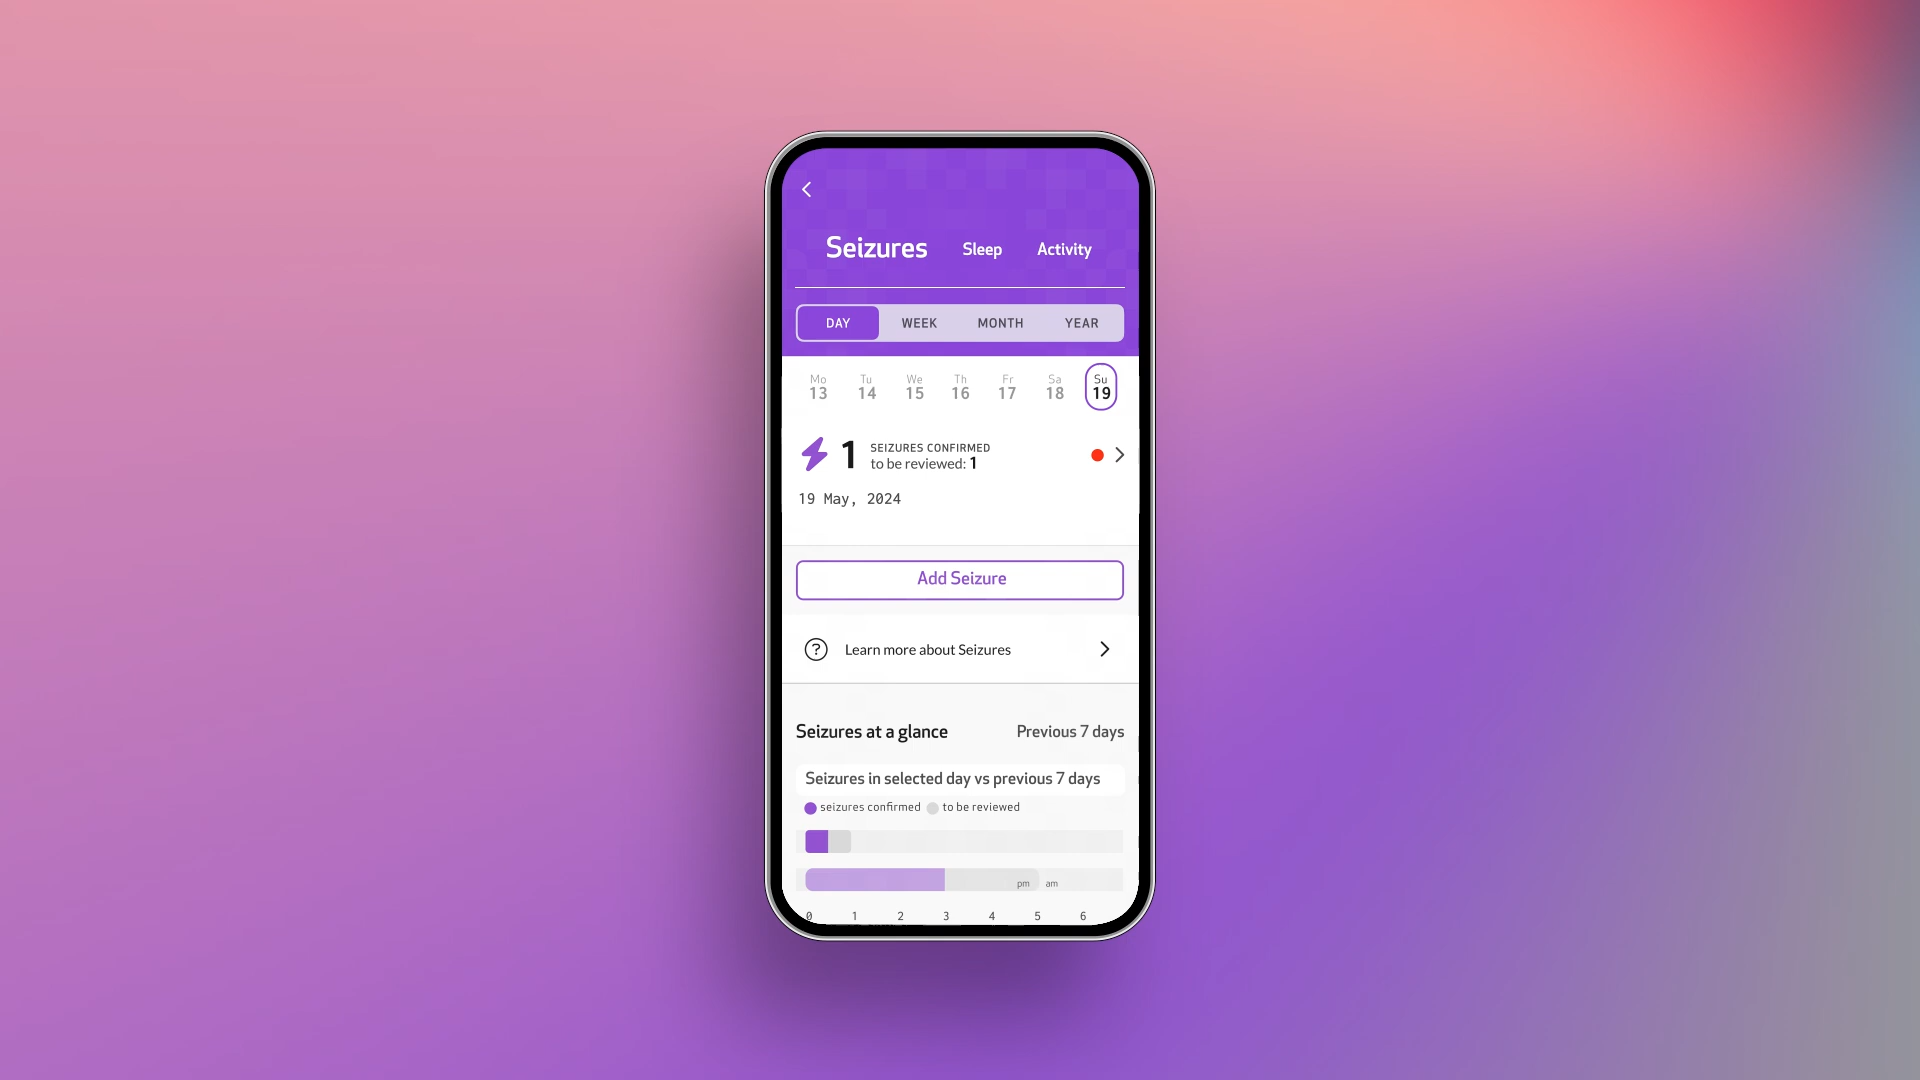 Seizures Sleep Activity
DAY WEEK MONTH YEAR
Mo Tu We Th Fr Sa Su
13 14 15 16 17 18 19
1 SEIZURES CONFIRMED
to be reviewed: 1
19 May, 2024
Add Seizure
? Learn more about Seizures
Seizures at a glance Previous 7 days
Seizures in selected day vs previous 7 days
seizures confirmed to be reviewed
pm am
0 1 2 3 4 5 6